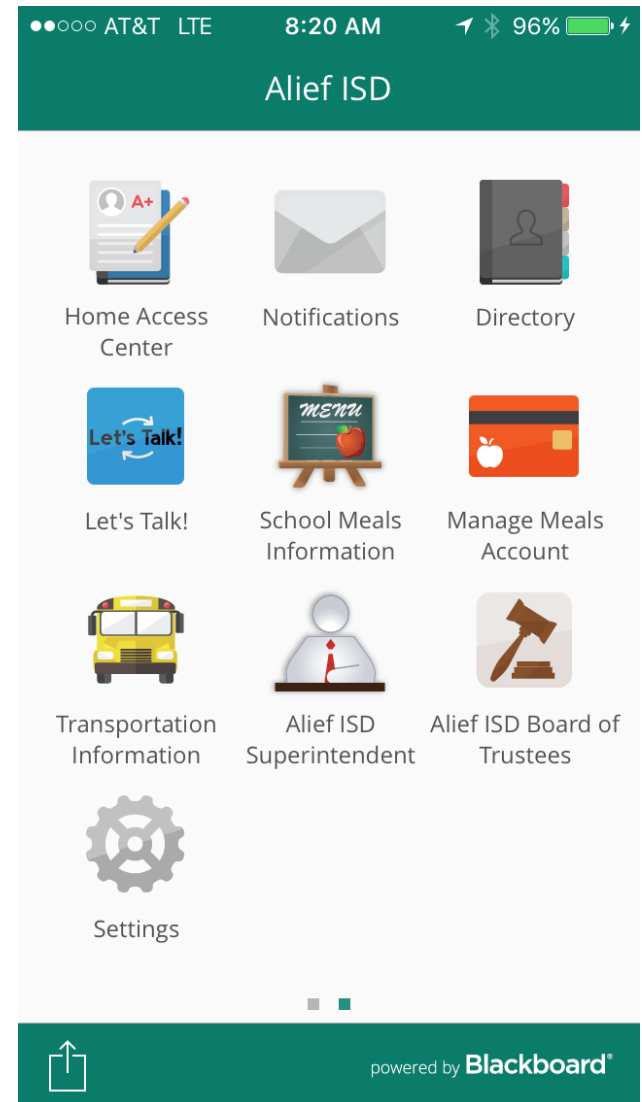 AT&T LTE 8:20 AM 96%
Alief ISD
A+
Home Access
Center
Notifications
Directory
Let's Talk!
MENU
Let's Talk!
School Meals
Information
Manage Meals
Account
Transportation
Information
Alief ISD
Superintendent
Alief ISD Board of
Trustees
Settings
powered by Blackboard®